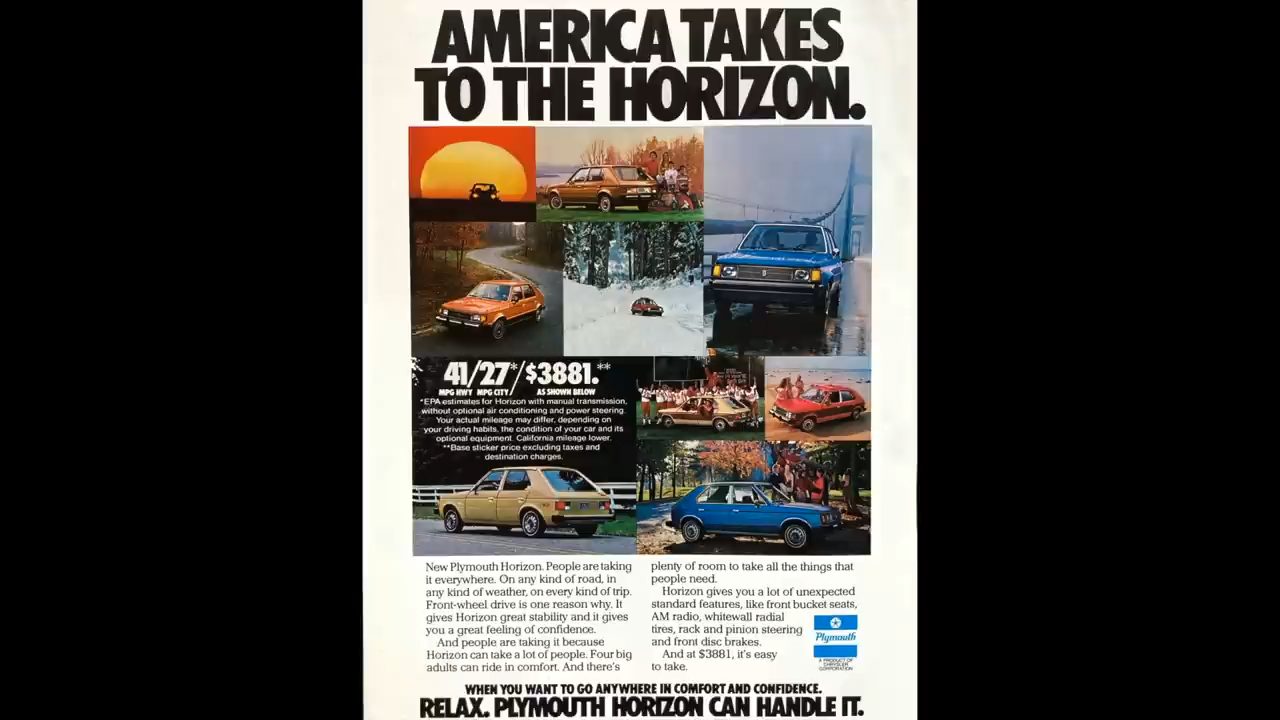 AMERICA TAKES
TO THE HORIZON.
41/27*/$3881.**
MPG HWY MPG CITY AS SHOWN BELOW
*EPA estimates for Horizon with manual transmission,
without optional air conditioning and power steering.
Your actual mileage may differ, depending on
your driving habits, the condition of your car and its
optional equipment. California mileage lower.
**Base sticker price excluding taxes and
destination charges.
New Plymouth Horizon. People are taking
it everywhere. On any kind of road, in
any kind of weather, on every kind of trip.
Front-wheel drive is one reason why. It
gives Horizon great stability and it gives
you a great feeling of confidence.
And people are taking it because
Horizon can take a lot of people. Four big
adults can ride in comfort. And there's
plenty of room to take all the things that
people need.
Horizon gives you a lot of unexpected
standard features, like front bucket seats,
AM radio, whitewall radial
tires, rack and pinion steering
and front disc brakes.
And at $3881, it's easy
to take.
Plymouth
A PRODUCT OF
CHRYSLER
CORPORATION
WHEN YOU WANT TO GO ANYWHERE IN COMFORT AND CONFIDENCE.
RELAX. PLYMOUTH HORIZON CAN HANDLE IT.